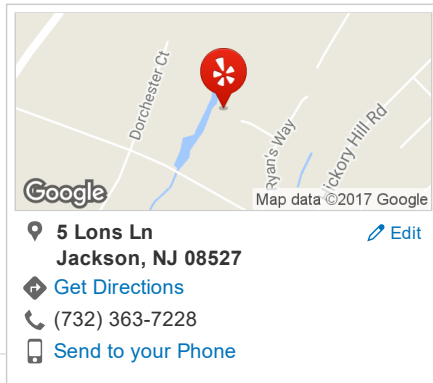 Dorchester Ct
Ryan's Way
ickory Hill Rd
Google
Map data ©2017 Google
5 Lons Ln
Edit
Jackson, NJ 08527
Get Directions
(732) 363-7228
Send to your Phone